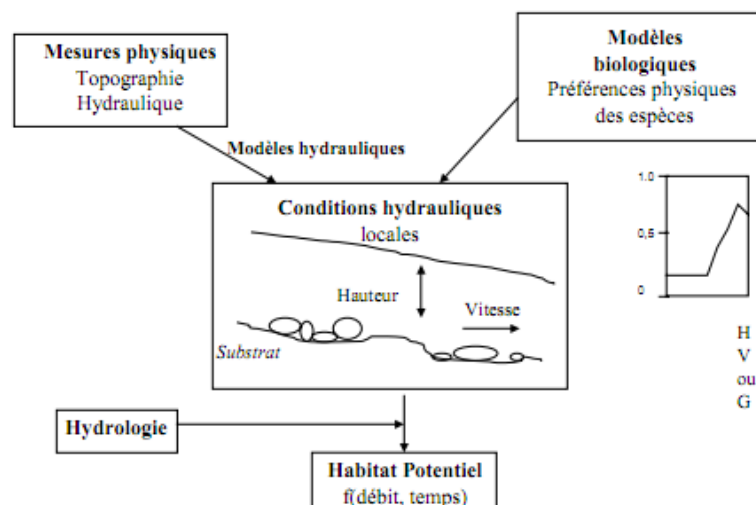 Mesures physiques
Topographie
Hydraulique
Modèles
biologiques
Préférences physiques
des espèces
Modèles hydrauliques
Conditions hydrauliques
locales
Hauteur
Vitesse
Substrat
1.0
0,5
0
H
V
ou
G
Hydrologie
Habitat Potentiel
f(débit, temps)